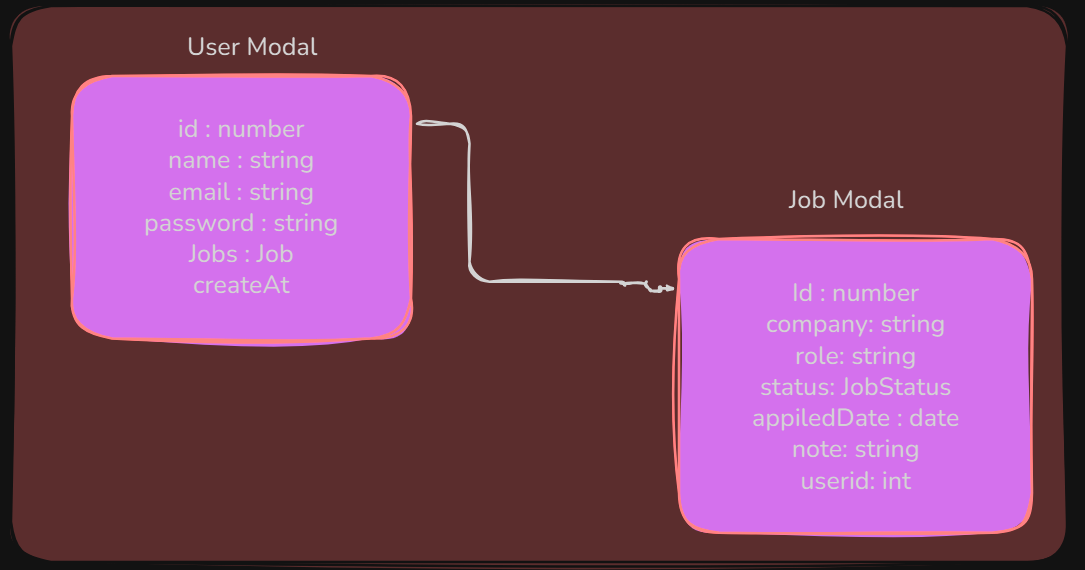 User Modal
id : number
name : string
email : string
password : string
Jobs : Job
createAt
Job Modal
Id : number
company: string
role: string
status: JobStatus
appiledDate : date
note: string
userid: int